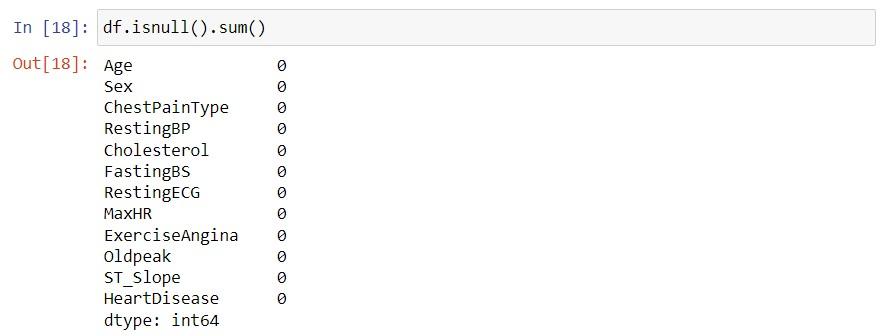 In [18]: df.isnull().sum()
Out[18]: Age 0
Sex 0
ChestPainType 0
RestingBP 0
Cholesterol 0
FastingBS 0
RestingECG 0
MaxHR 0
ExerciseAngina 0
Oldpeak 0
ST_Slope 0
HeartDisease 0
dtype: int64